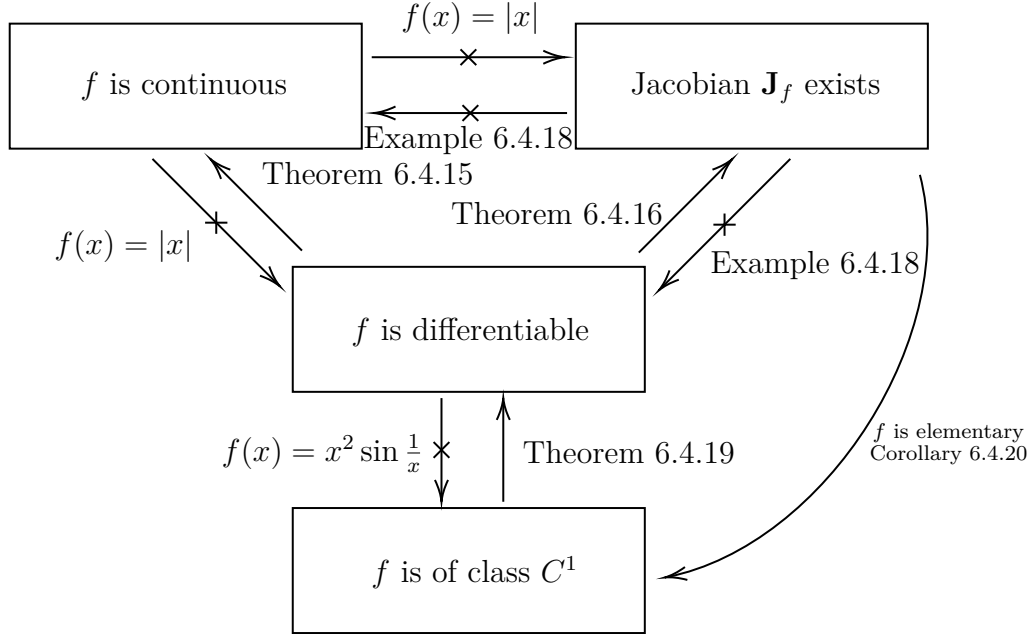 f(x) = |x|
f is continuous
Jacobian J_f exists
Example 6.4.18
Theorem 6.4.15
Theorem 6.4.16
f(x) = |x|
Example 6.4.18
f is differentiable
f is elementary
Corollary 6.4.20
f(x) = x² sin 1/x
Theorem 6.4.19
f is of class C¹